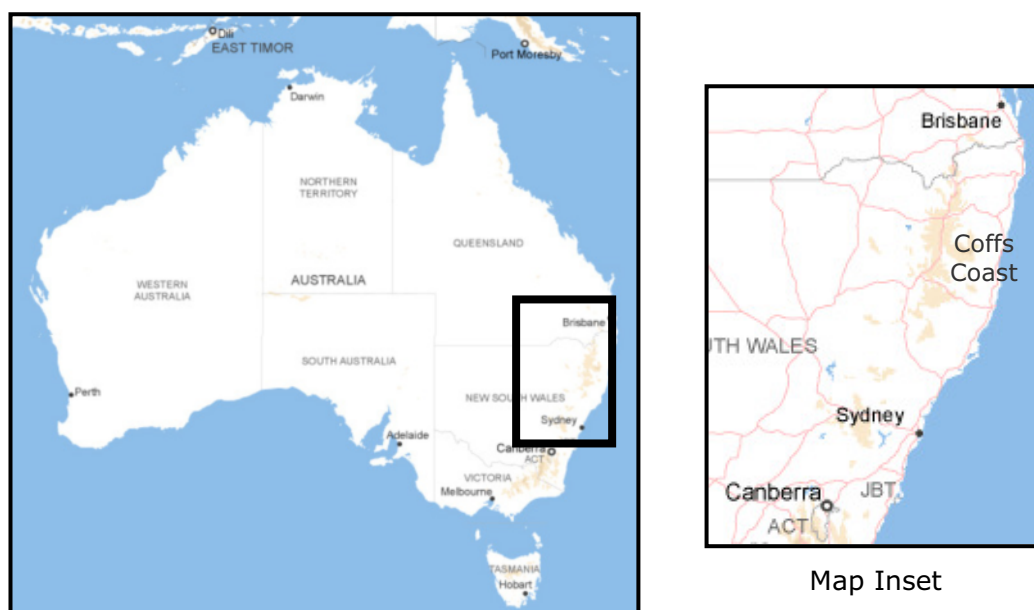 Dili
EAST TIMOR
Port Moresby
Darwin
NORTHERN
TERRITORY
QUEENSLAND
WESTERN
AUSTRALIA
AUSTRALIA
Brisbane
SOUTH AUSTRALIA
Perth
NEW SOUTH WALES
Sydney
Adelaide
Canberra
ACT
VICTORIA
Melbourne
TASMANIA
Hobart
Brisbane
Coffs
Coast
UTH WALES
Sydney
Canberra
JBT
ACT
Map Inset